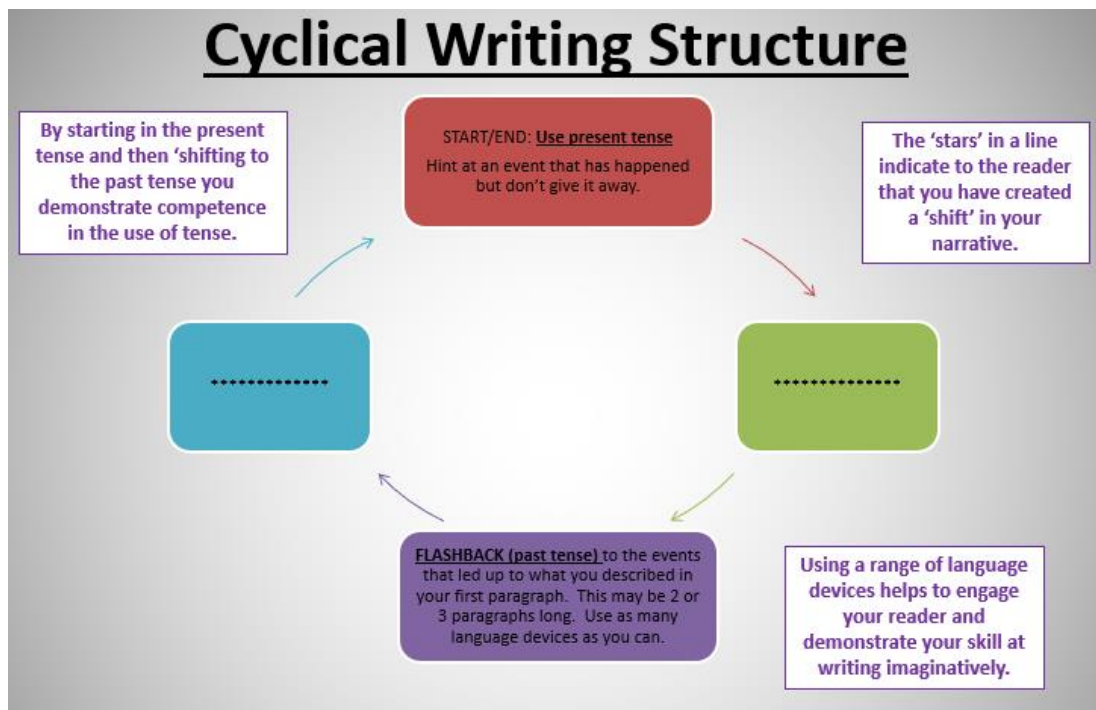 Cyclical Writing Structure
By starting in the present
tense and then ‘shifting to
the past tense you
demonstrate competence
in the use of tense.
START/END: Use present tense
Hint at an event that has happened
but don’t give it away.
The ‘stars’ in a line
indicate to the reader
that you have created
a ‘shift’ in your
narrative.
*************
**************
FLASHBACK (past tense) to the events
that led up to what you described in
your first paragraph.  This may be 2 or
3 paragraphs long.  Use as many
language devices as you can.
Using a range of language
devices helps to engage
your reader and
demonstrate your skill at
writing imaginatively.